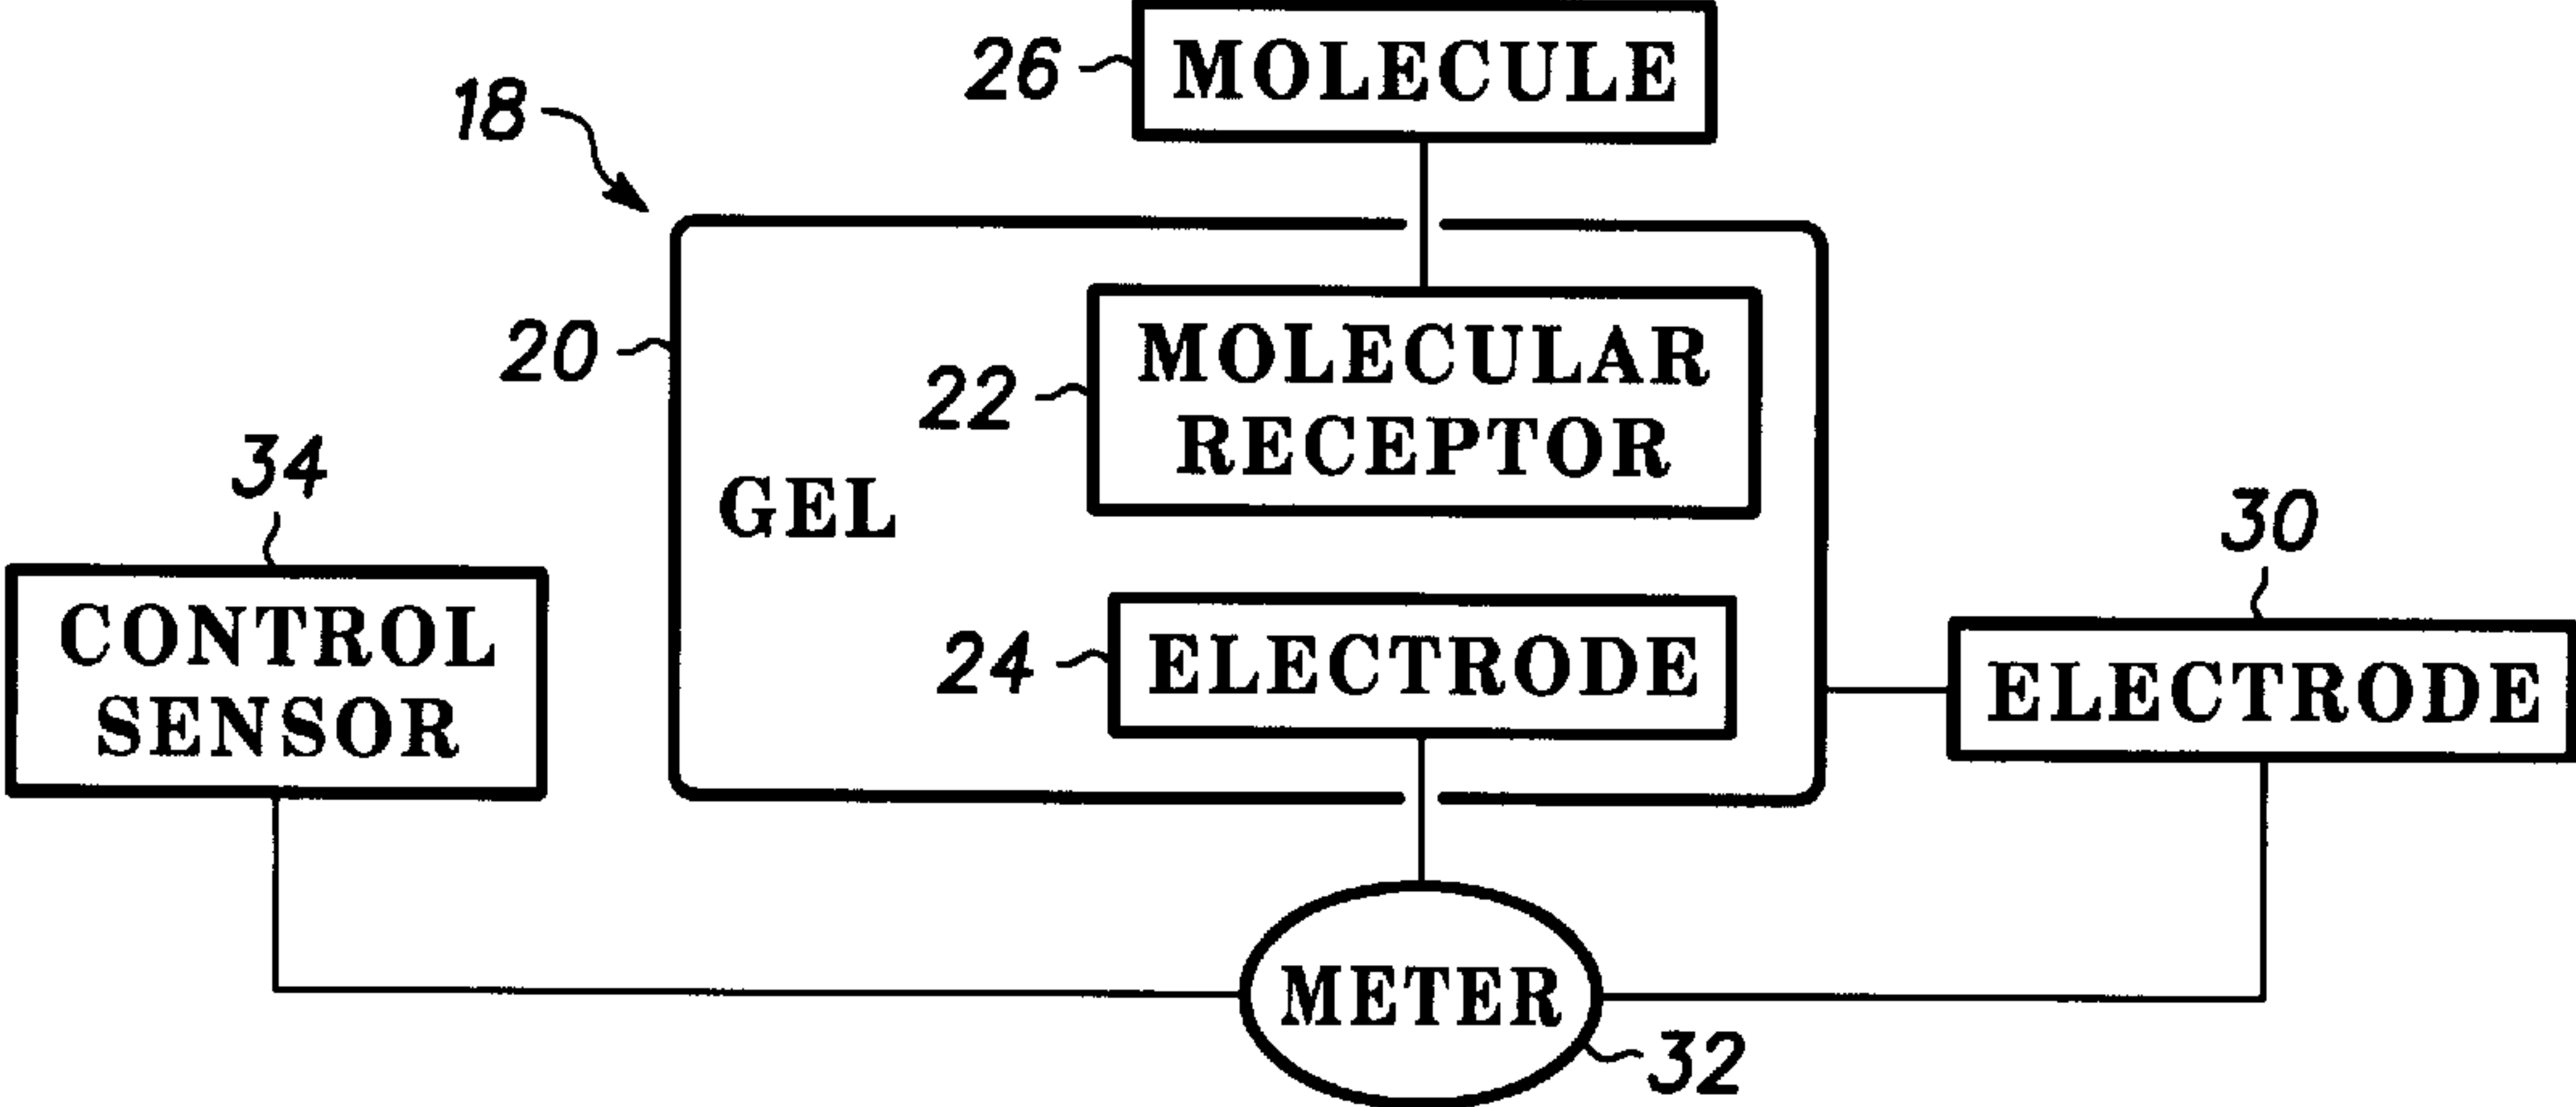 26
MOLECULE
18
20
22
MOLECULAR
RECEPTOR
GEL
34
CONTROL
SENSOR
24
ELECTRODE
30
ELECTRODE
METER
32